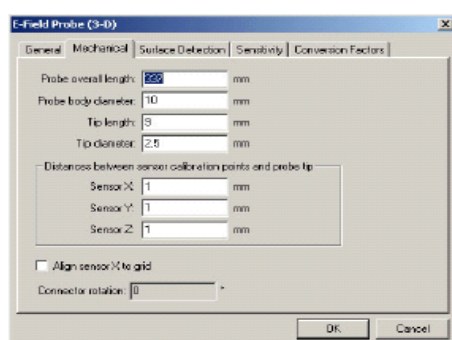 E-Field Probe (3-D)
General Mechanical Surface Detection Sensitivity Conversion Factors
Probe overall length: mm
Probe body diameter: 10 mm
Tip length: 9 mm
Tip diameter: 2.5 mm
Distances between sensor calibration points and probe tip
Sensor X: 1 mm
Sensor Y: 1 mm
Sensor Z: 1 mm
Align sensor X to grid
Connector rotation: 0 °
OK Cancel